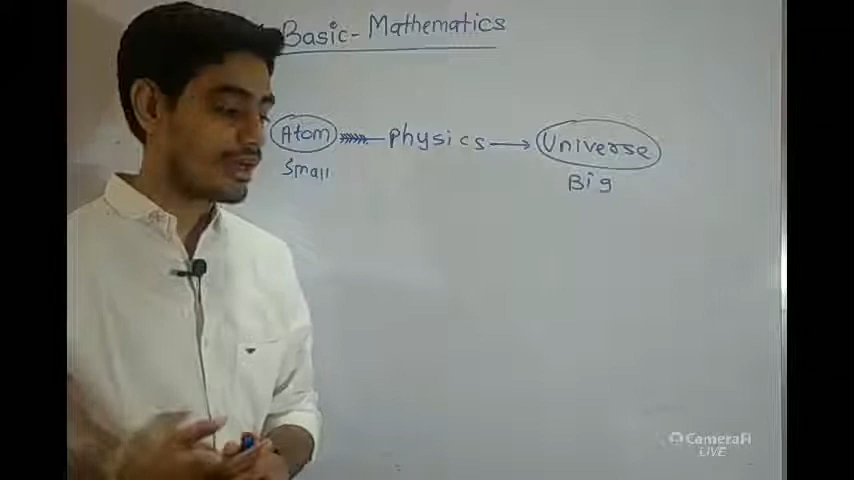 Basic- Mathematics
Atom Physics Universe
Small Big
CameraFi
LIVE